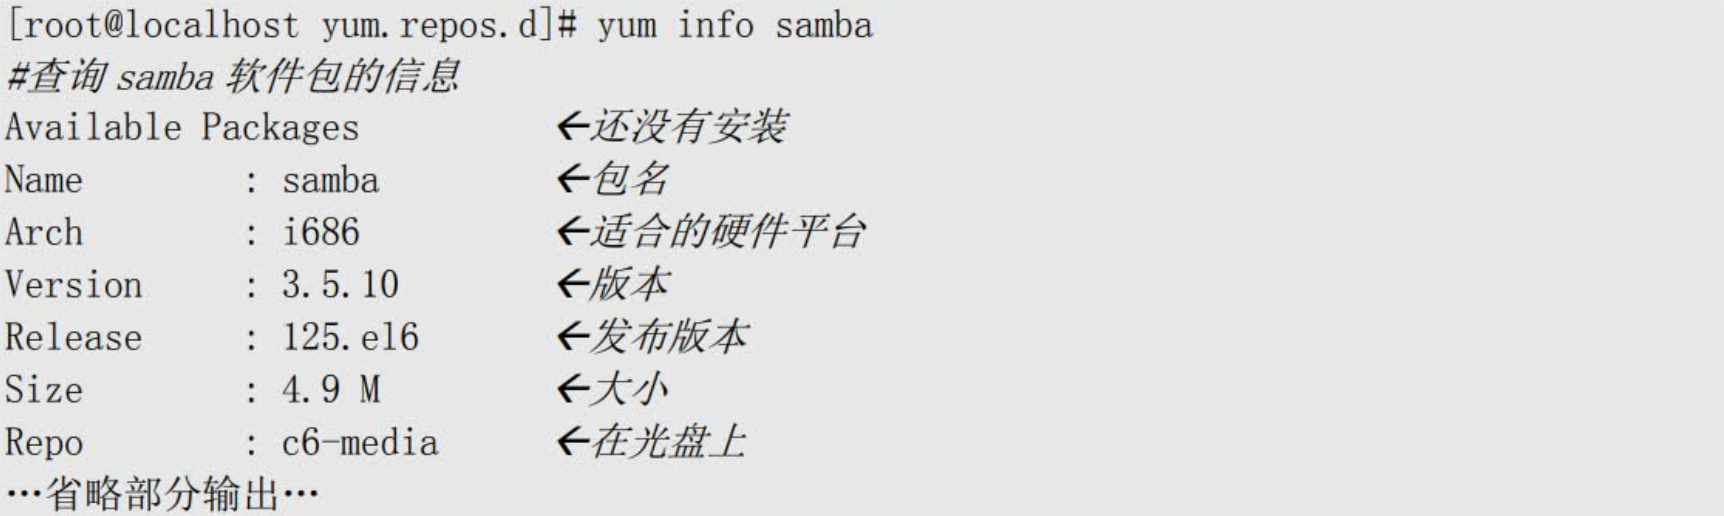 [root@localhost yum.repos.d]# yum info samba
#查询 samba 软件包的信息
Available Packages ←还没有安装
Name : samba ←包名
Arch : i686 ←适合的硬件平台
Version : 3.5.10 ←版本
Release : 125.el6 ←发布版本
Size : 4.9 M ←大小
Repo : c6-media ←在光盘上
…省略部分输出…